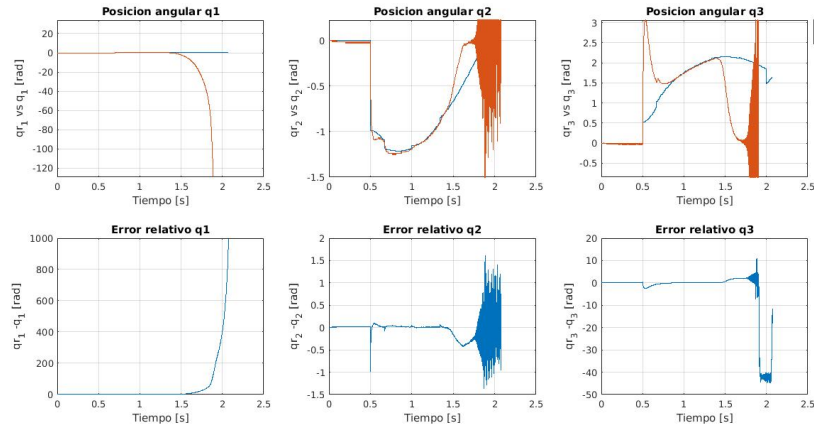 Posicion angular q1
qr₁ vs q₁ [rad]
0
-20
-40
-60
-80
-100
-120
0 0.5 1 1.5 2 2.5
Tiempo [s]
Posicion angular q2
qr₂ vs q₂ [rad]
0
-0.5
-1
-1.5
0 0.5 1 1.5 2 2.5
Tiempo [s]
Posicion angular q3
qr₃ vs q₃ [rad]
3
2.5
2
1.5
1
0.5
0
-0.5
0 0.5 1 1.5 2 2.5
Tiempo [s]
Error relativo q1
qr₁ -q₁ [rad]
1000
800
600
400
200
0
0 0.5 1 1.5 2 2.5
Tiempo [s]
Error relativo q2
qr₂ -q₂ [rad]
2
1.5
1
0.5
0
-0.5
-1
-1.5
0 0.5 1 1.5 2 2.5
Tiempo [s]
Error relativo q3
qr₃ -q₃ [rad]
20
10
0
-10
-20
-30
-40
-50
0 0.5 1 1.5 2 2.5
Tiempo [s]